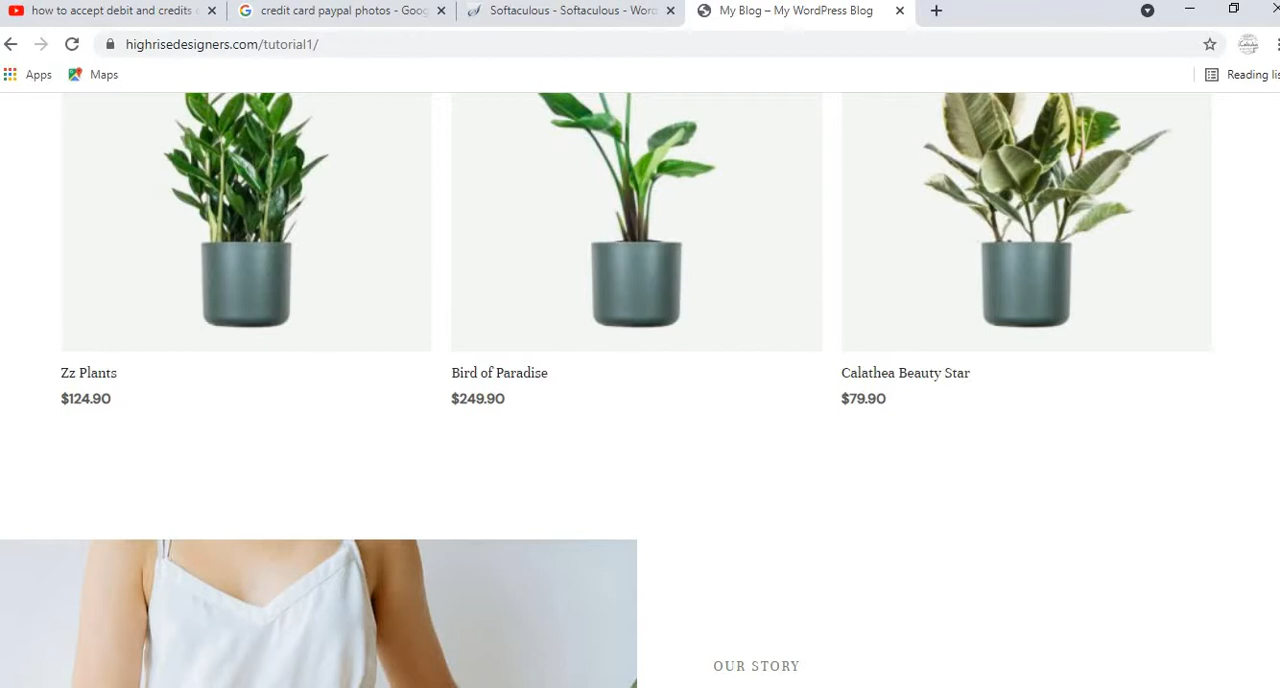 how to accept debit and credits
credit card paypal photos - Goog
Softaculous - Softaculous - Word
My Blog – My WordPress Blog
highrisedesigners.com/tutorial1/
Apps
Maps
Reading lis
Zz Plants
$124.90
Bird of Paradise
$249.90
Calathea Beauty Star
$79.90
OUR STORY